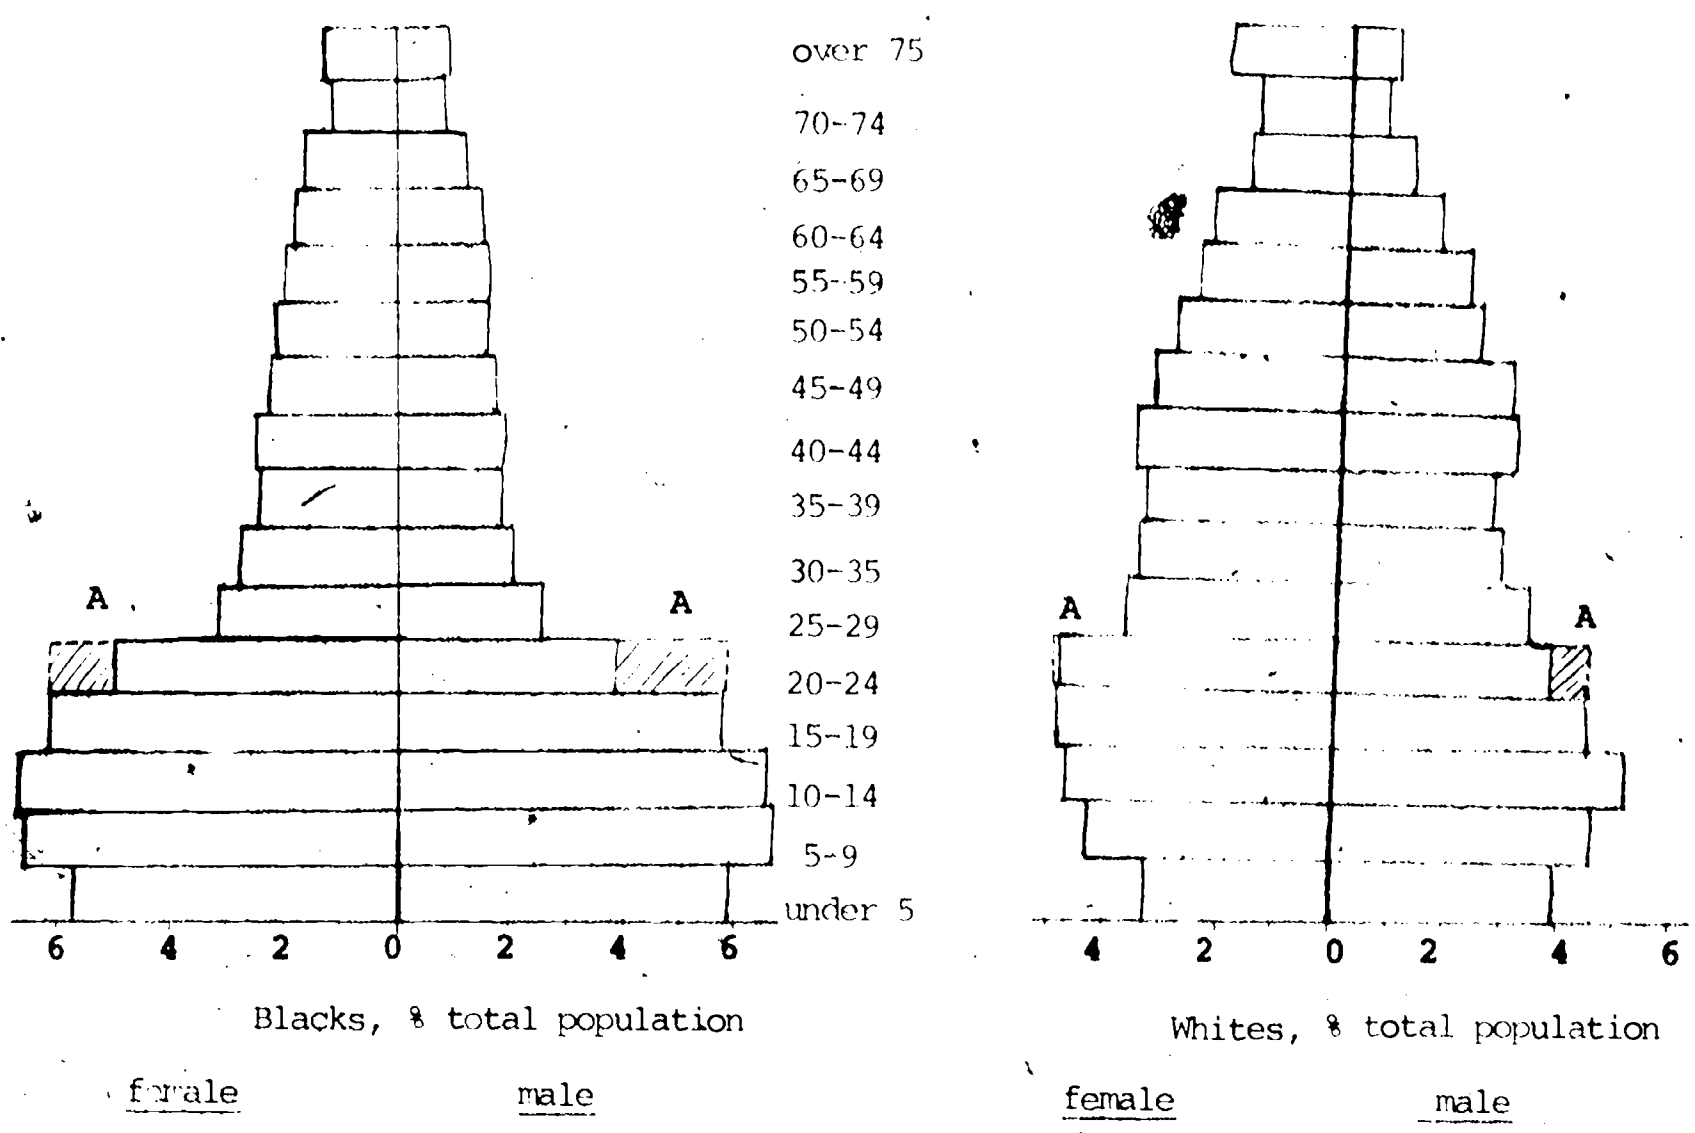 over 75
70-74
65-69
60-64
55-59
50-54
45-49
40-44
35-39
30-35
A A A A
25-29
20-24
15-19
10-14
5-9
under 5
6 4 2 0 2 4 6 4 2 0 2 4 6
Blacks, % total population Whites, % total population
male female male